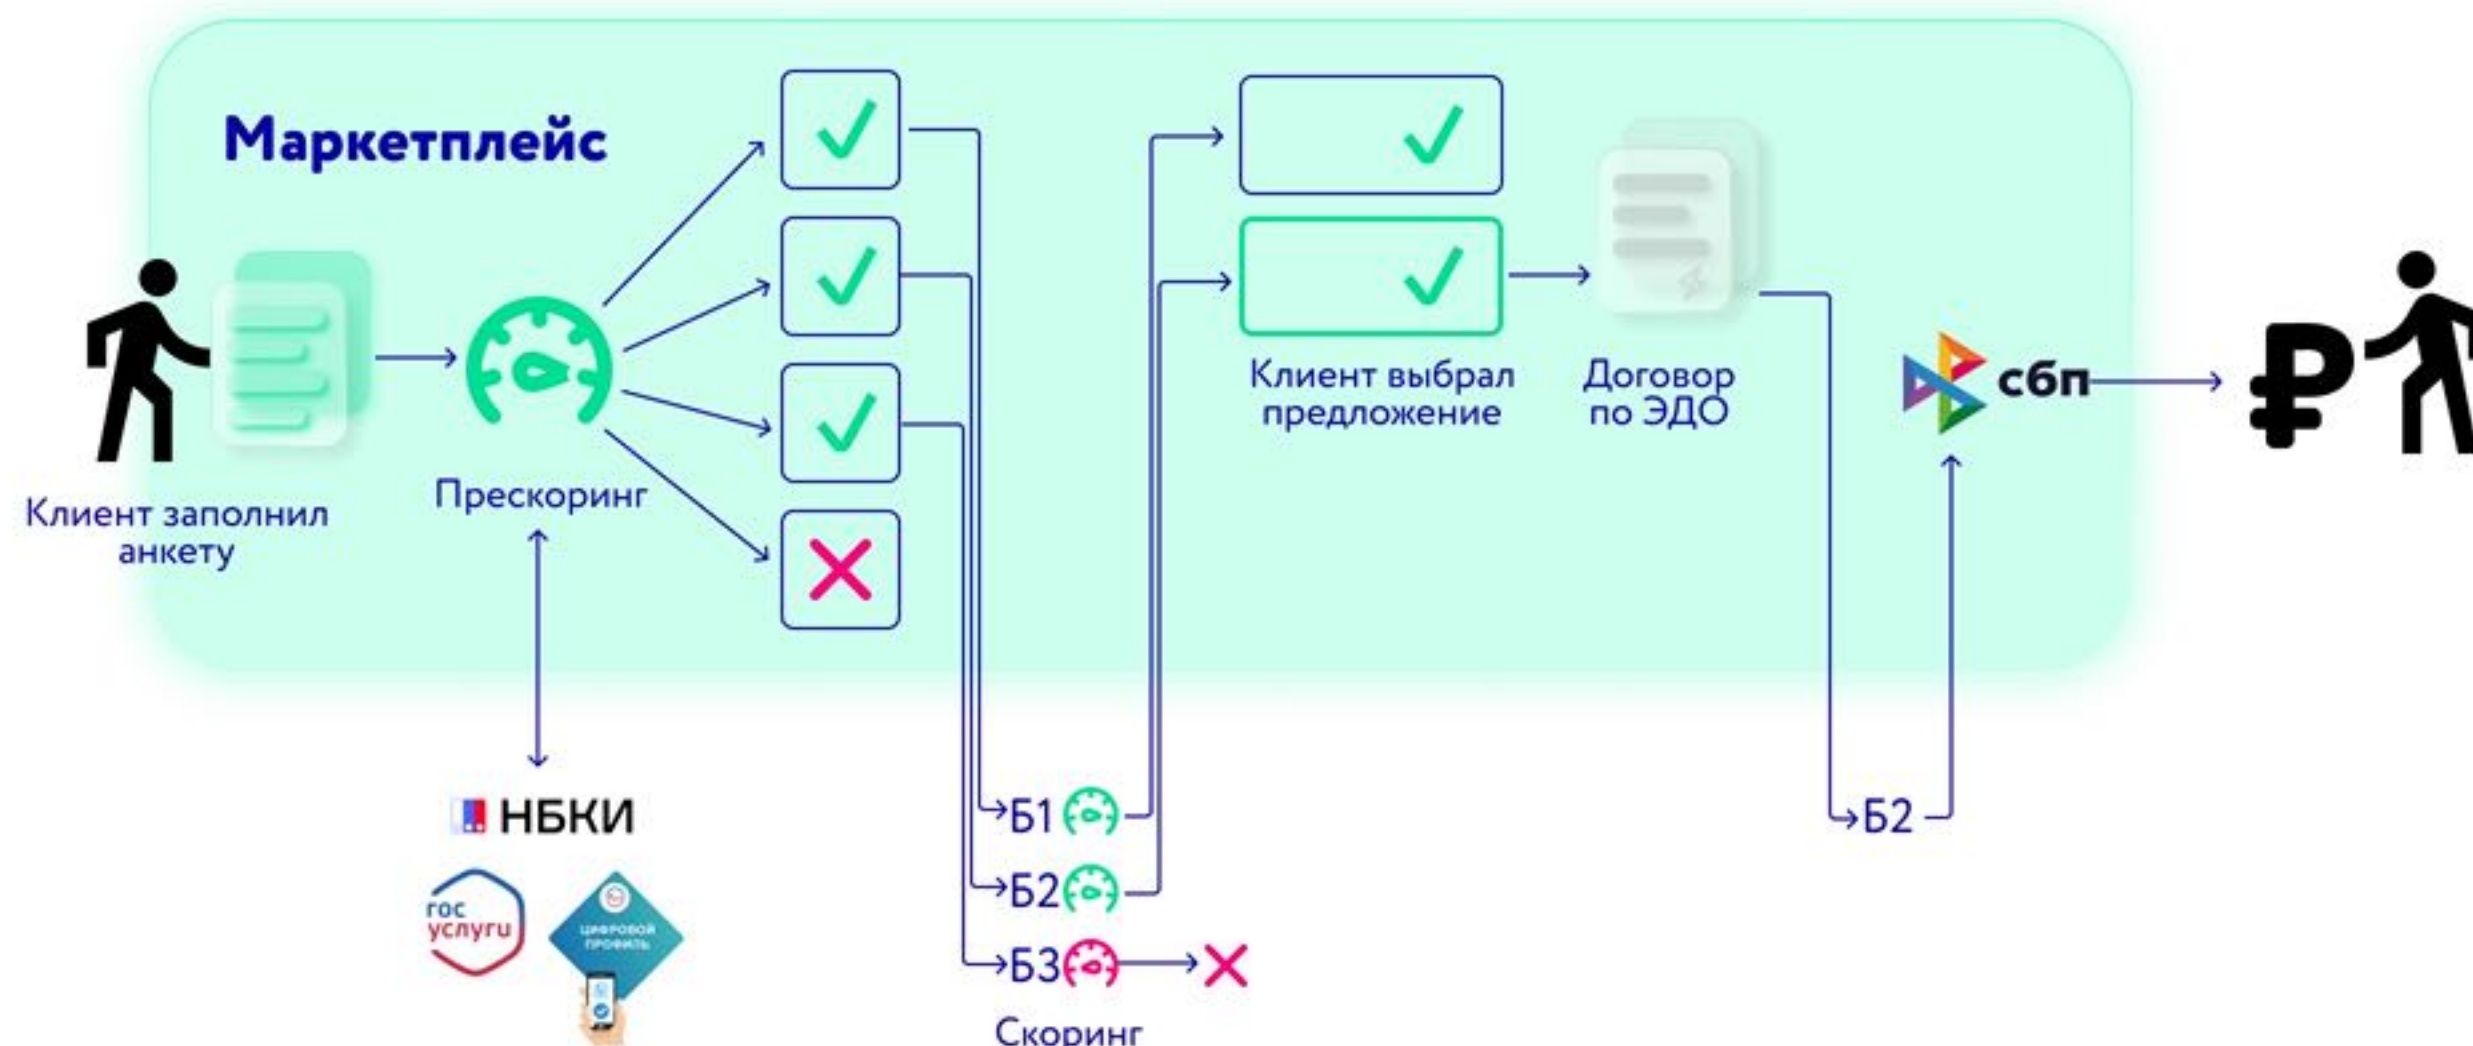 Маркетплейс
Клиент заполнил
анкету
Прескоринг
НБКИ
гос
услуги
ЦИФРОВОЙ
ПРОФИЛЬ
Б1
Б2
Б3
Скоринг
Клиент выбрал
предложение
Договор
по ЭДО
Б2
сбп
₽